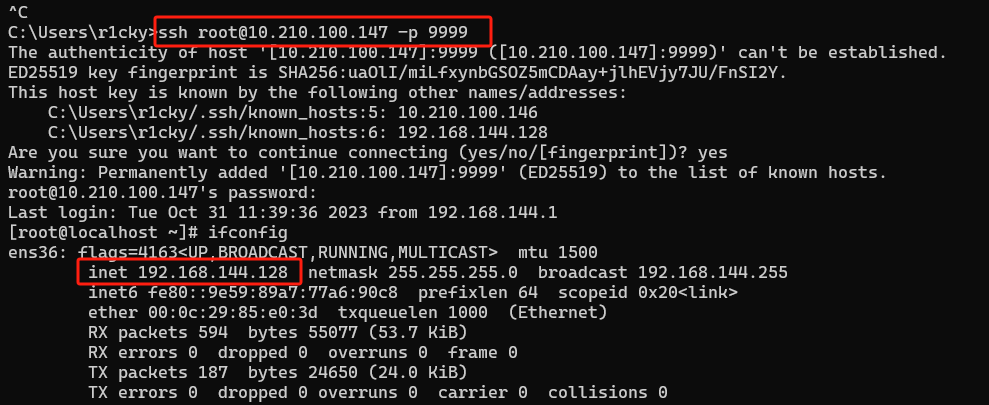 ^C
C:\Users\r1cky>ssh root@10.210.100.147 -p 9999
The authenticity of host '[10.210.100.147]:9999 ([10.210.100.147]:9999)' can't be established.
ED25519 key fingerprint is SHA256:uaOlI/miLfxynbGSOZ5mCDAay+jlhEVjy7JU/FnSI2Y.
This host key is known by the following other names/addresses:
    C:\Users\r1cky/.ssh/known_hosts:5: 10.210.100.146
    C:\Users\r1cky/.ssh/known_hosts:6: 192.168.144.128
Are you sure you want to continue connecting (yes/no/[fingerprint])? yes
Warning: Permanently added '[10.210.100.147]:9999' (ED25519) to the list of known hosts.
root@10.210.100.147's password:
Last login: Tue Oct 31 11:39:36 2023 from 192.168.144.1
[root@localhost ~]# ifconfig
ens36: flags=4163<UP,BROADCAST,RUNNING,MULTICAST>  mtu 1500
        inet 192.168.144.128  netmask 255.255.255.0  broadcast 192.168.144.255
        inet6 fe80::9e59:89a7:77a6:90c8  prefixlen 64  scopeid 0x20<link>
        ether 00:0c:29:85:e0:3d  txqueuelen 1000  (Ethernet)
        RX packets 594  bytes 55077 (53.7 KiB)
        RX errors 0  dropped 0  overruns 0  frame 0
        TX packets 187  bytes 24650 (24.0 KiB)
        TX errors 0  dropped 0 overruns 0  carrier 0  collisions 0